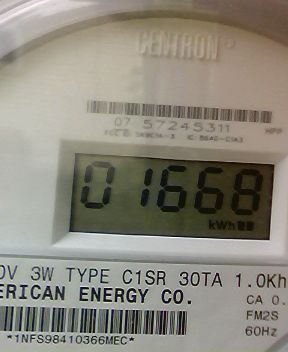 CENTRON®
07 57245311
HPP
01668
kWh
0V 3W TYPE C1SR 30TA 1.0Kh
ERICAN ENERGY CO.
CA 0.
FM2S
60Hz
*1NFS98410366MEC*